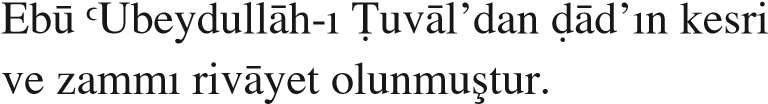 Ebū ʿUbeydullāh-ı Ṭuvāl’dan ḍād’ın kesri
ve zammı rivāyet olunmuştur.